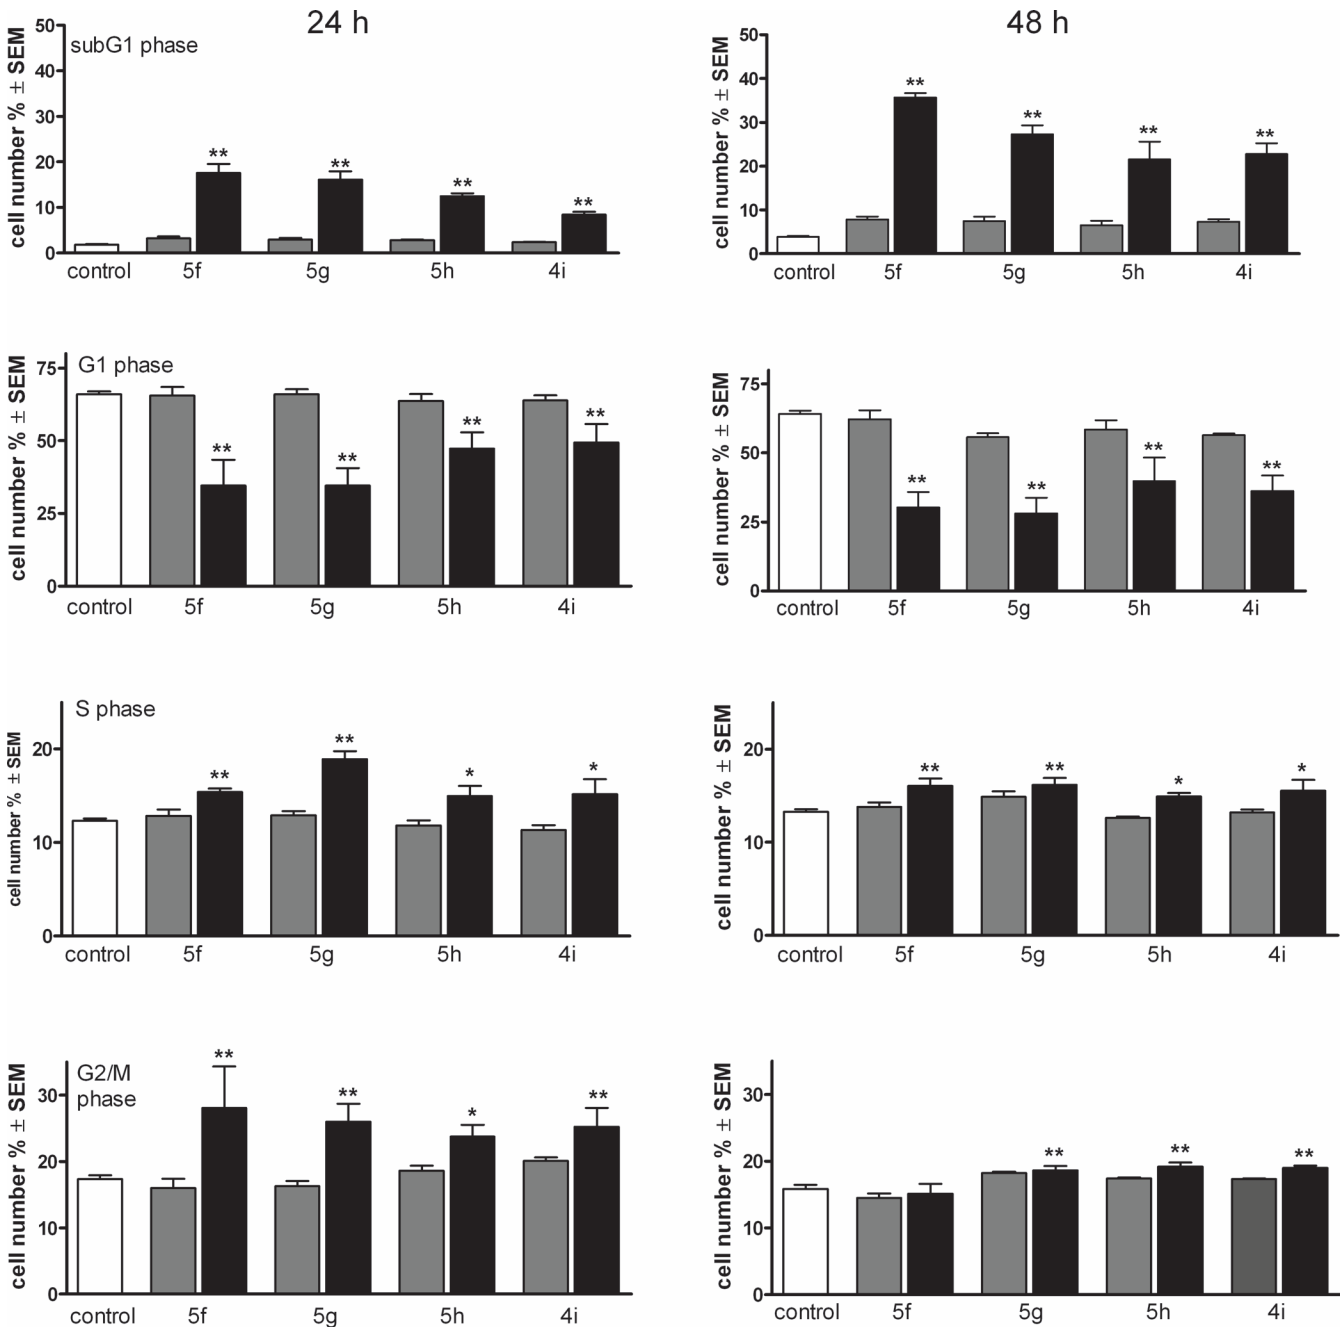 24 h
48 h
cell number % ± SEM
50
40
30
20
10
0
subG1 phase
**
**
**
**
control
5f
5g
5h
4i
cell number % ± SEM
50
40
30
20
10
0
**
**
**
**
control
5f
5g
5h
4i
cell number % ± SEM
75
50
25
0
G1 phase
**
**
**
**
control
5f
5g
5h
4i
cell number % ± SEM
75
50
25
0
**
**
**
**
control
5f
5g
5h
4i
cell number % ± SEM
20
10
0
S phase
**
**
*
*
control
5f
5g
5h
4i
cell number % ± SEM
20
10
0
**
**
*
*
control
5f
5g
5h
4i
cell number % ± SEM
30
20
10
0
G2/M
phase
**
**
*
**
control
5f
5g
5h
4i
cell number % ± SEM
30
20
10
0
**
**
**
control
5f
5g
5h
4i